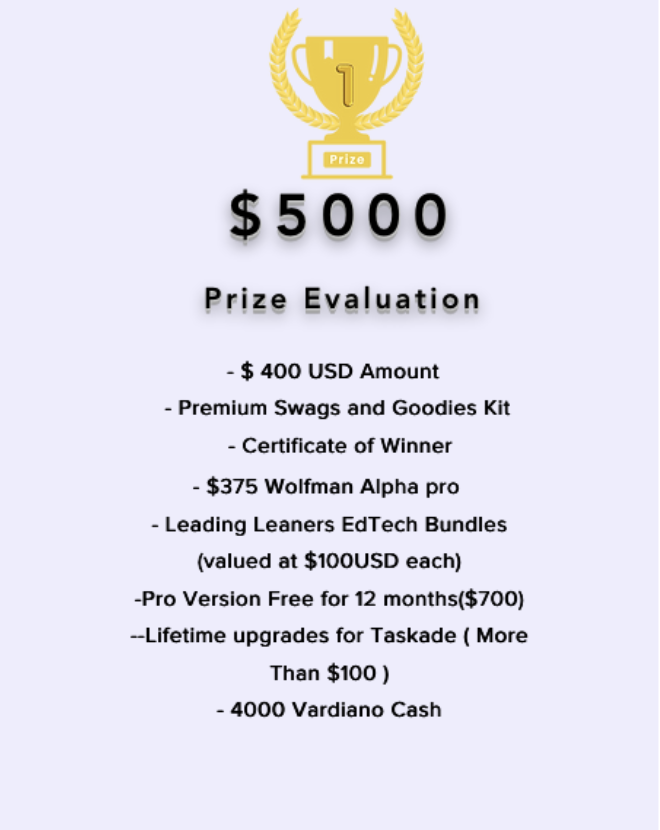 1
Prize
$5000
Prize Evaluation
- $ 400 USD Amount
- Premium Swags and Goodies Kit
- Certificate of Winner
- $375 Wolfman Alpha pro
- Leading Leaners EdTech Bundles
(valued at $100USD each)
-Pro Version Free for 12 months($700)
--Lifetime upgrades for Taskade ( More
Than $100 )
- 4000 Vardiano Cash